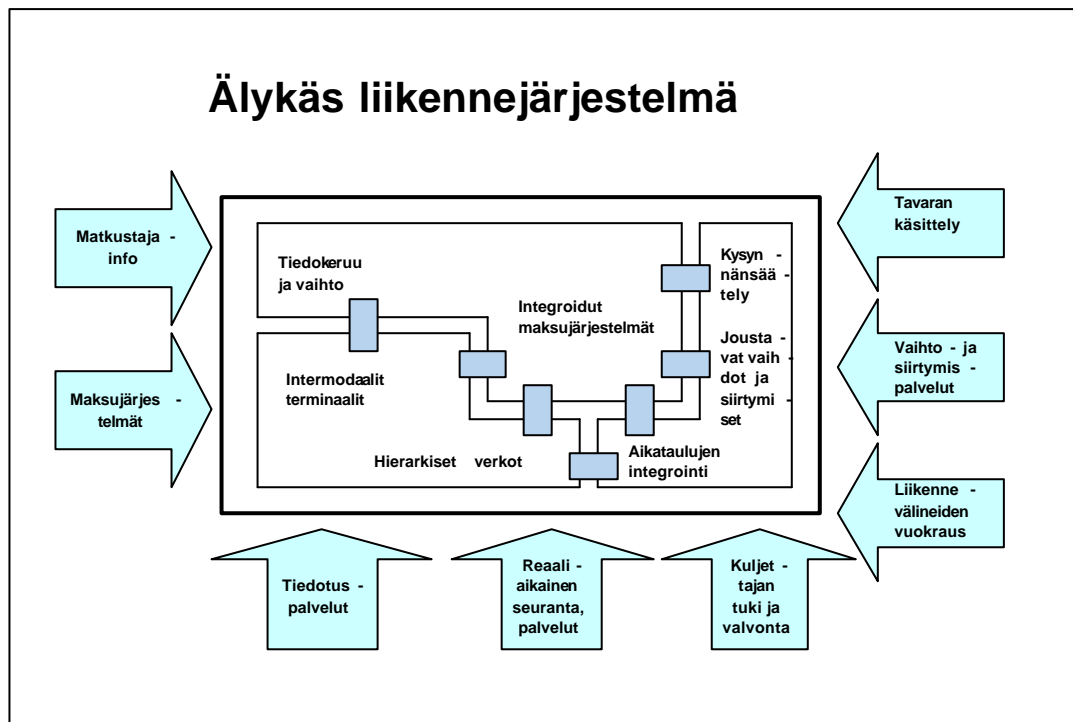 Älykäs liikennejärjestelmä
Matkustaja -
info
Maksujärjes -
telmät
Tiedokeruu
ja vaihto
Integroidut
maksujärjestelmät
Kysyn -
nänsää -
tely
Intermodaalit
terminaalit
Jousta -
vat vaih -
dot ja
siirtymi -
set
Hierarkiset verkot
Aikataulujen
integrointi
Tavaran
käsittely
Vaihto - ja
siirtymis -
palvelut
Liikenne -
välineiden
vuokraus
Tiedotus -
palvelut
Reaali -
aikainen
seuranta,
palvelut
Kuljet -
tajan
tuki ja
valvonta